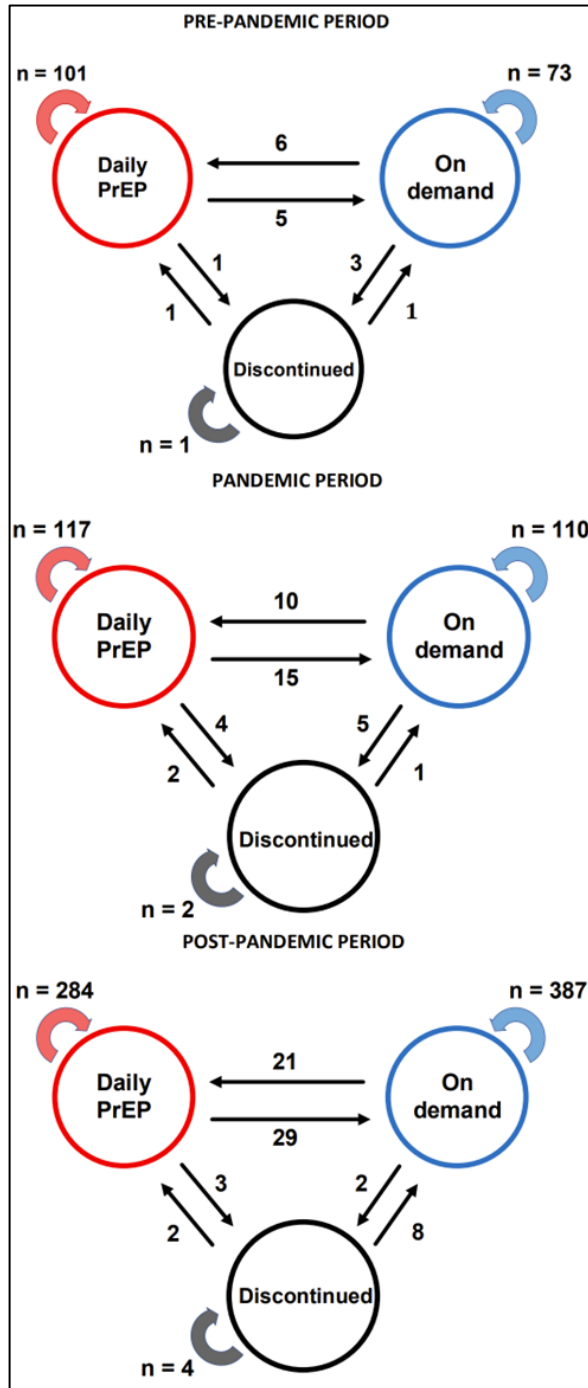 PRE-PANDEMIC PERIOD
n = 101
n = 73
Daily
PrEP
6
5
On
demand
1
1
3
1
Discontinued
n = 1
PANDEMIC PERIOD
n = 117
n = 110
Daily
PrEP
10
15
On
demand
4
2
5
1
Discontinued
n = 2
POST-PANDEMIC PERIOD
n = 284
n = 387
Daily
PrEP
21
29
On
demand
3
2
2
8
Discontinued
n = 4